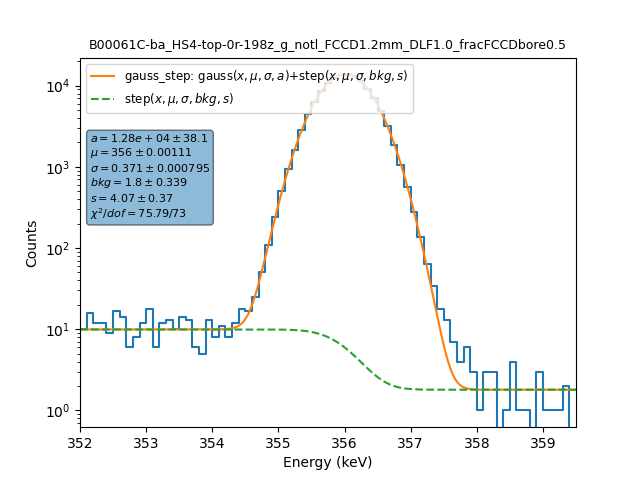 B00061C-ba_HS4-top-0r-198z_g_notl_FCCD1.2mm_DLF1.0_fracFCCDbore0.5
gauss_step: gauss(x, μ, σ, a)+step(x, μ, σ, bkg, s)
step(x, μ, σ, bkg, s)
a = 1.28e + 04 ± 38.1
μ = 356 ± 0.00111
σ = 0.371 ± 0.000795
bkg = 1.8 ± 0.339
s = 4.07 ± 0.37
χ²/dof = 75.79/73
Counts
10⁴
10³
10²
10¹
10⁰
352 353 354 355 356 357 358 359
Energy (keV)